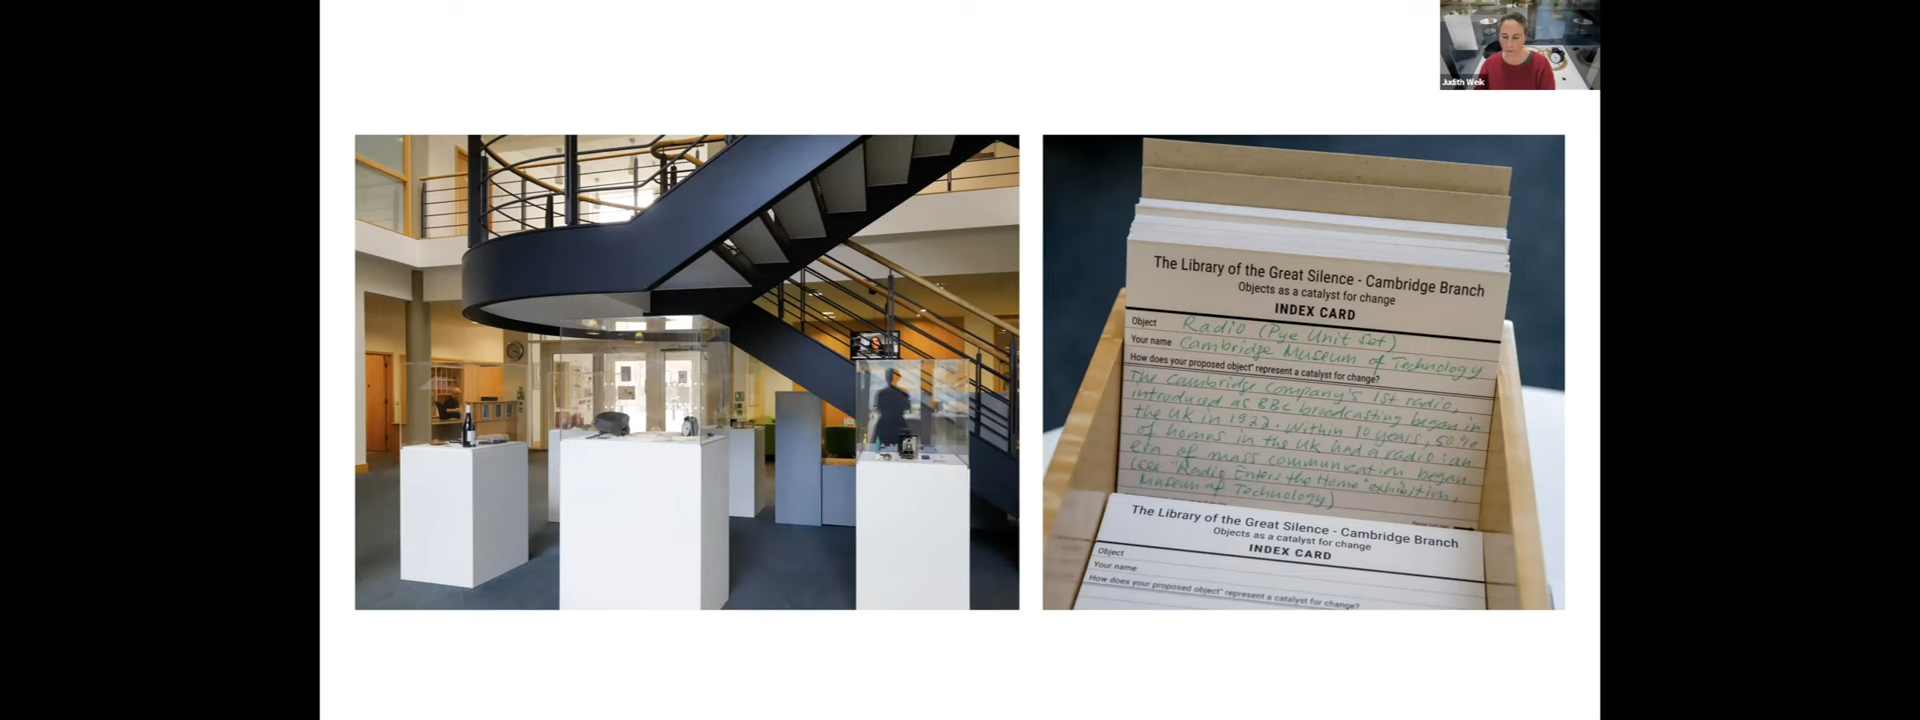 Judith Weik
The Library of the Great Silence - Cambridge Branch
Objects as a catalyst for change
INDEX CARD
Object Radio (Pye Unit Set)
Your name Cambridge Museum of Technology
How does your proposed object* represent a catalyst for change?
The Cambridge company's 1st radio,
introduced as BBC broadcasting began in
the UK in 1922. Within 10 years, 50%
of homes in the UK had a radio: an
era of mass communication began
(see "Radio Enters the Home" exhibition,
Museum of Technology)
The Library of the Great Silence - Cambridge Branch
Objects as a catalyst for change
INDEX CARD
Object
Your name
How does your proposed object* represent a catalyst for change?